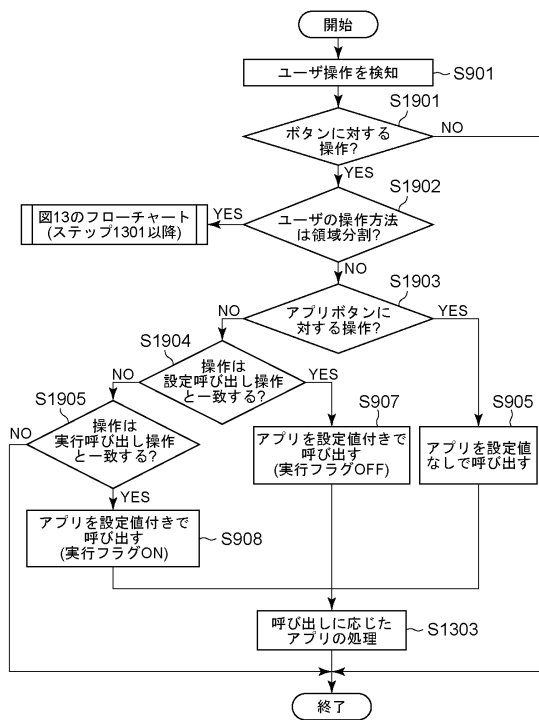 開始
ユーザ操作を検知
S901
S1901
ボタンに対する
操作?
NO
YES
S1902
ユーザの操作方法
は領域分割?
YES
図13のフローチャート
(ステップ1301以降)
NO
S1903
アプリボタンに
対する操作?
NO
YES
S1904
操作は
設定呼び出し操作
と一致する?
NO
YES
S1905
操作は
実行呼び出し操作
と一致する?
NO
YES
S907
アプリを設定値付きで
呼び出す
(実行フラグOFF)
S905
アプリを設定値
なしで呼び出す
アプリを設定値付きで
呼び出す
(実行フラグON)
S908
呼び出しに応じた
アプリの処理
S1303
終了